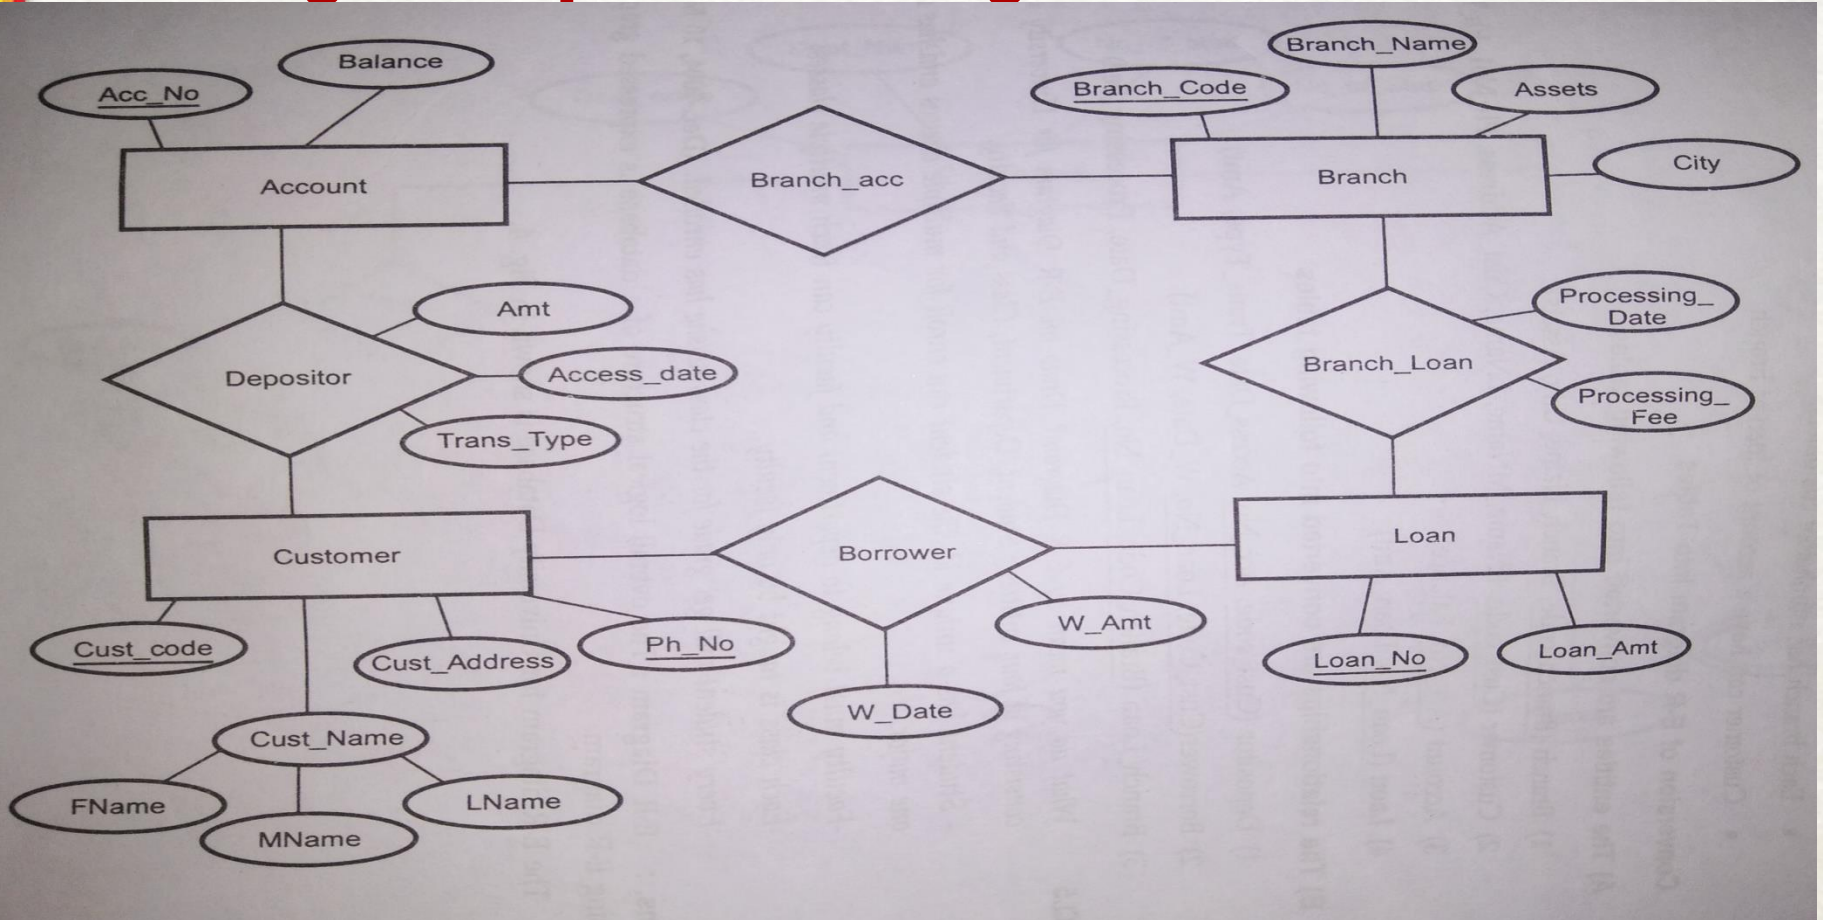 Branch_Name
Balance
Acc_No
Branch_Code
Assets
City
Account
Branch_acc
Branch
Amt
Processing_
Date
Depositor
Access_date
Branch_Loan
Processing_
Fee
Trans_Type
Customer
Borrower
Loan
Cust_code
Cust_Address
Ph_No
W_Amt
Loan_No
Loan_Amt
W_Date
Cust_Name
FName
LName
MName